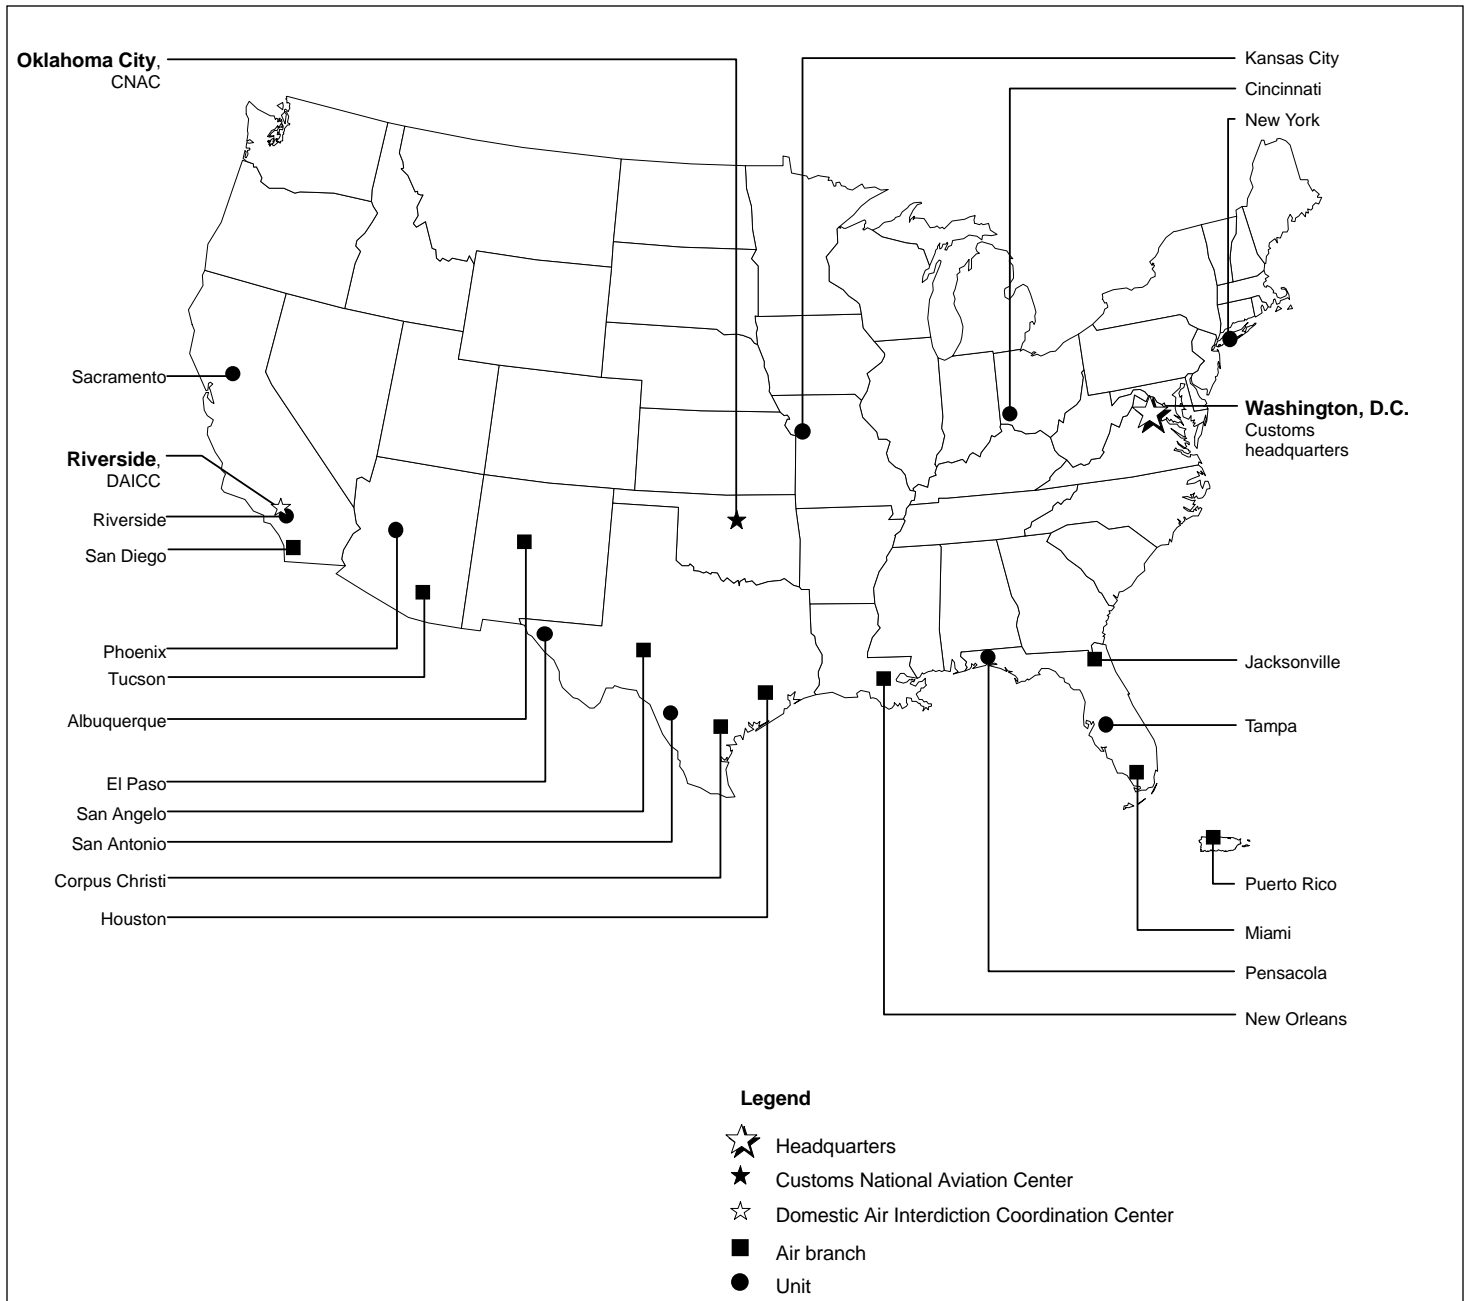 Oklahoma City,
CNAC
Kansas City
Cincinnati
New York
Sacramento
Washington, D.C.
Customs
headquarters
Riverside,
DAICC
Riverside
San Diego
Phoenix
Tucson
Albuquerque
El Paso
San Angelo
San Antonio
Corpus Christi
Houston
Jacksonville
Tampa
Puerto Rico
Miami
Pensacola
New Orleans
Legend
Headquarters
Customs National Aviation Center
Domestic Air Interdiction Coordination Center
Air branch
Unit